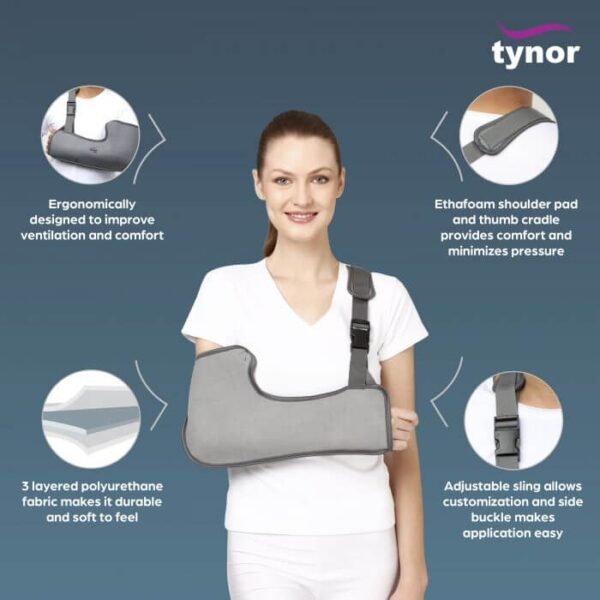 tynor
Ergonomically
designed to improve
ventilation and comfort
Ethafoam shoulder pad
and thumb cradle
provides comfort and
minimizes pressure
3 layered polyurethane
fabric makes it durable
and soft to feel
Adjustable sling allows
customization and side
buckle makes
application easy